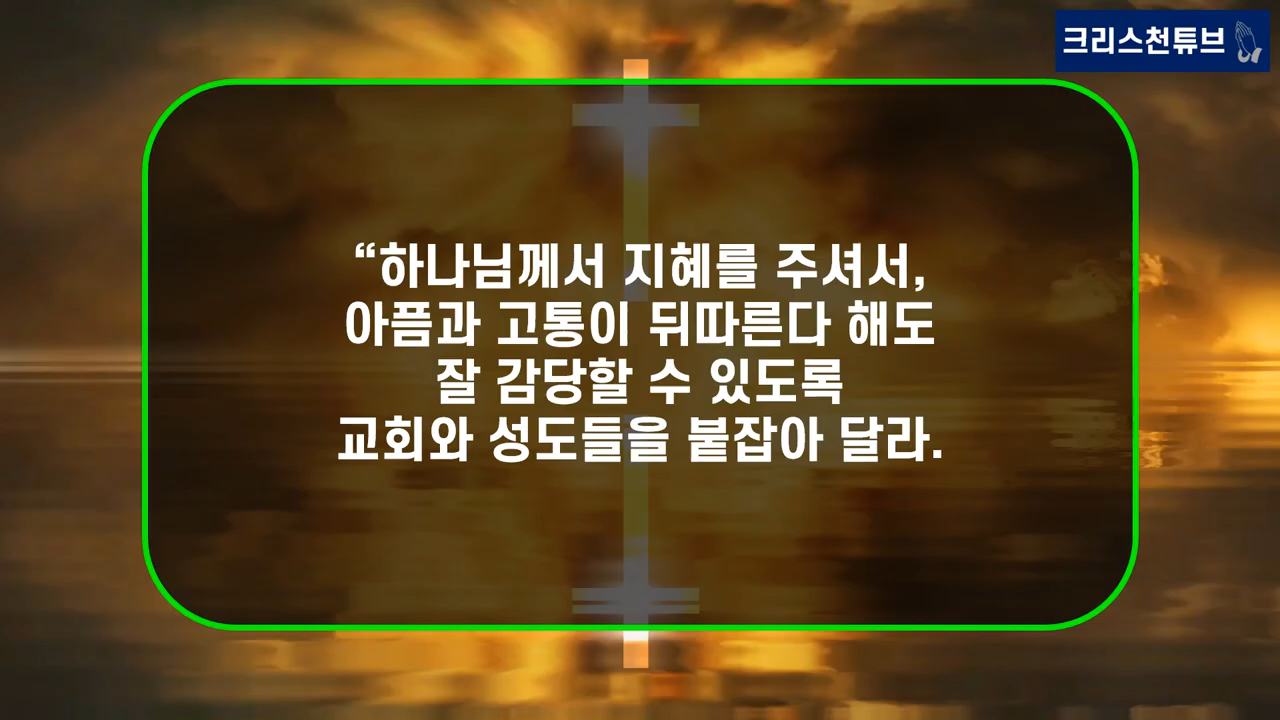 크리스천튜브
“하나님께서 지혜를 주셔서,
아픔과 고통이 뒤따른다 해도
잘 감당할 수 있도록
교회와 성도들을 붙잡아 달라.